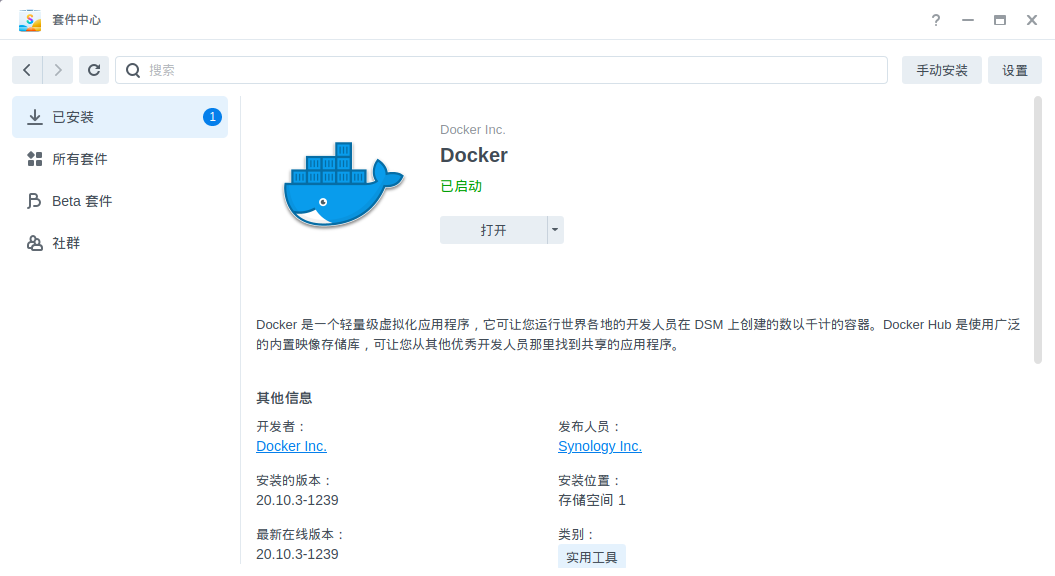 套件中心
搜索
手动安装
设置
已安装
1
所有套件
Beta 套件
社群
Docker Inc.
Docker
已启动
打开
Docker 是一个轻量级虚拟化应用程序，它可让您运行世界各地的开发人员在 DSM 上创建的数以千计的容器。Docker Hub 是使用广泛
的内置映像存储库，可让您从其他优秀开发人员那里找到共享的应用程序。
其他信息
开发者：
Docker Inc.
发布人员：
Synology Inc.
安装的版本：
20.10.3-1239
安装位置：
存储空间 1
最新在线版本：
20.10.3-1239
类别：
实用工具